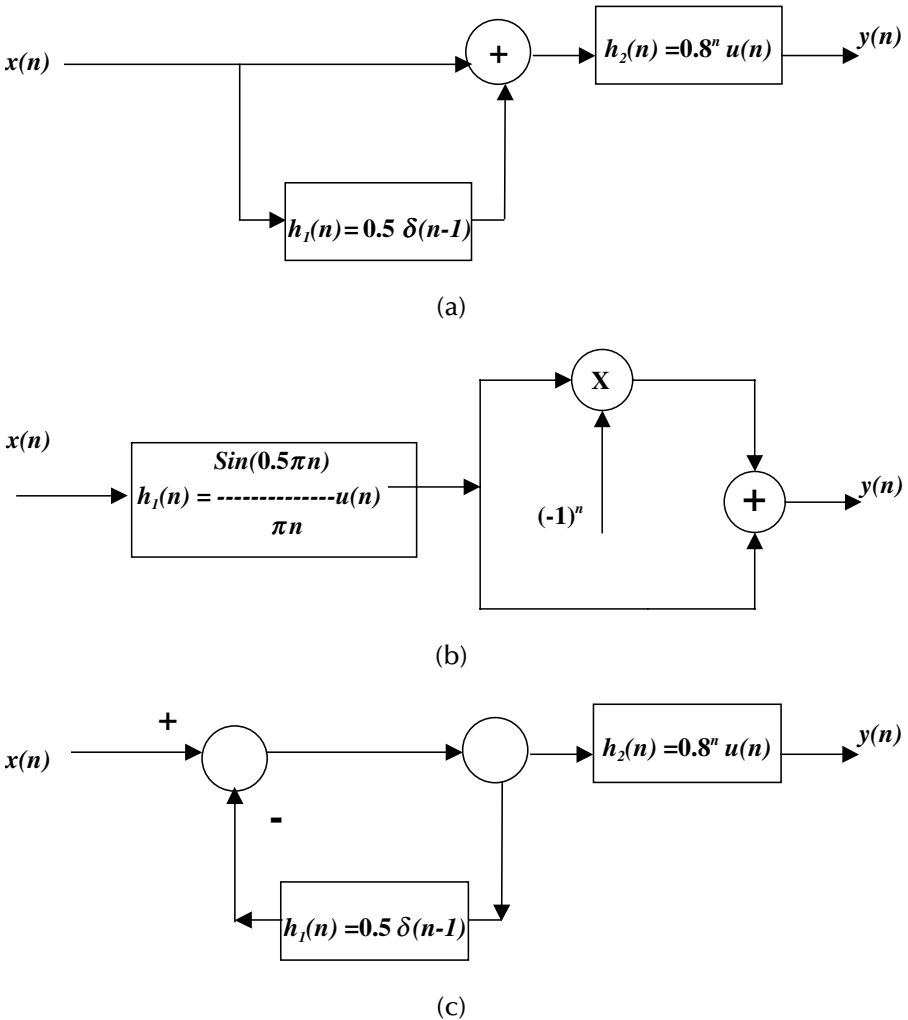 x(n)
+
h₂(n) =0.8ⁿ u(n)
y(n)
h₁(n) = 0.5 δ(n-1)
(a)
x(n)
Sin(0.5πn)
h₁(n) = --------------u(n)
πn
X
(-1)ⁿ
+
y(n)
(b)
x(n)
+
-
h₂(n) =0.8ⁿ u(n)
y(n)
h₁(n) =0.5 δ(n-1)
(c)